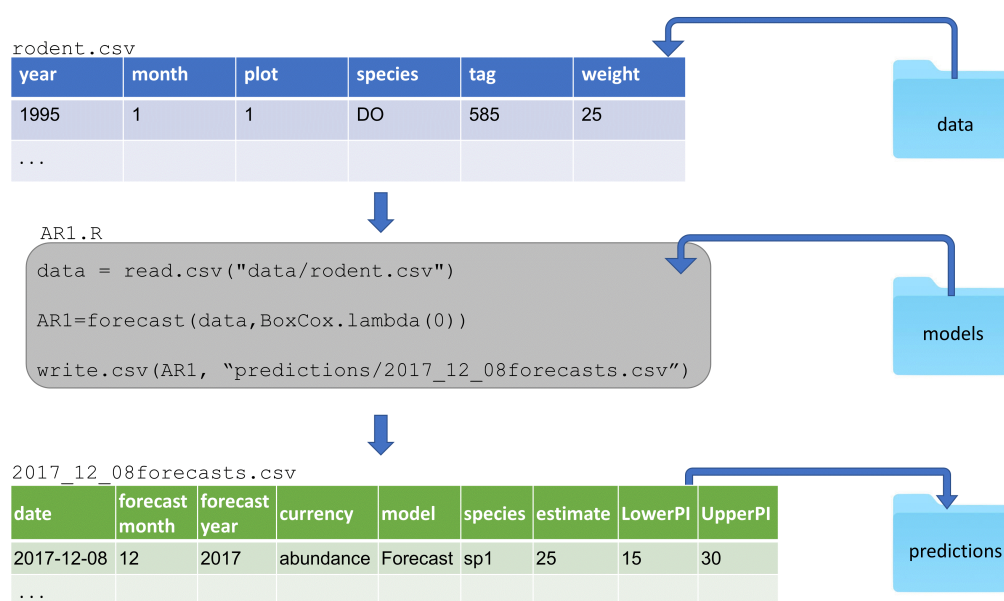 rodent.csv
year month plot species tag weight
1995 1 1 DO 585 25
...
data
AR1.R
data = read.csv("data/rodent.csv")
AR1=forecast(data,BoxCox.lambda(0))
write.csv(AR1, “predictions/2017_12_08forecasts.csv”)
models
2017_12_08forecasts.csv
date forecast month forecast year currency model species estimate LowerPI UpperPI
2017-12-08 12 2017 abundance Forecast sp1 25 15 30
...
predictions